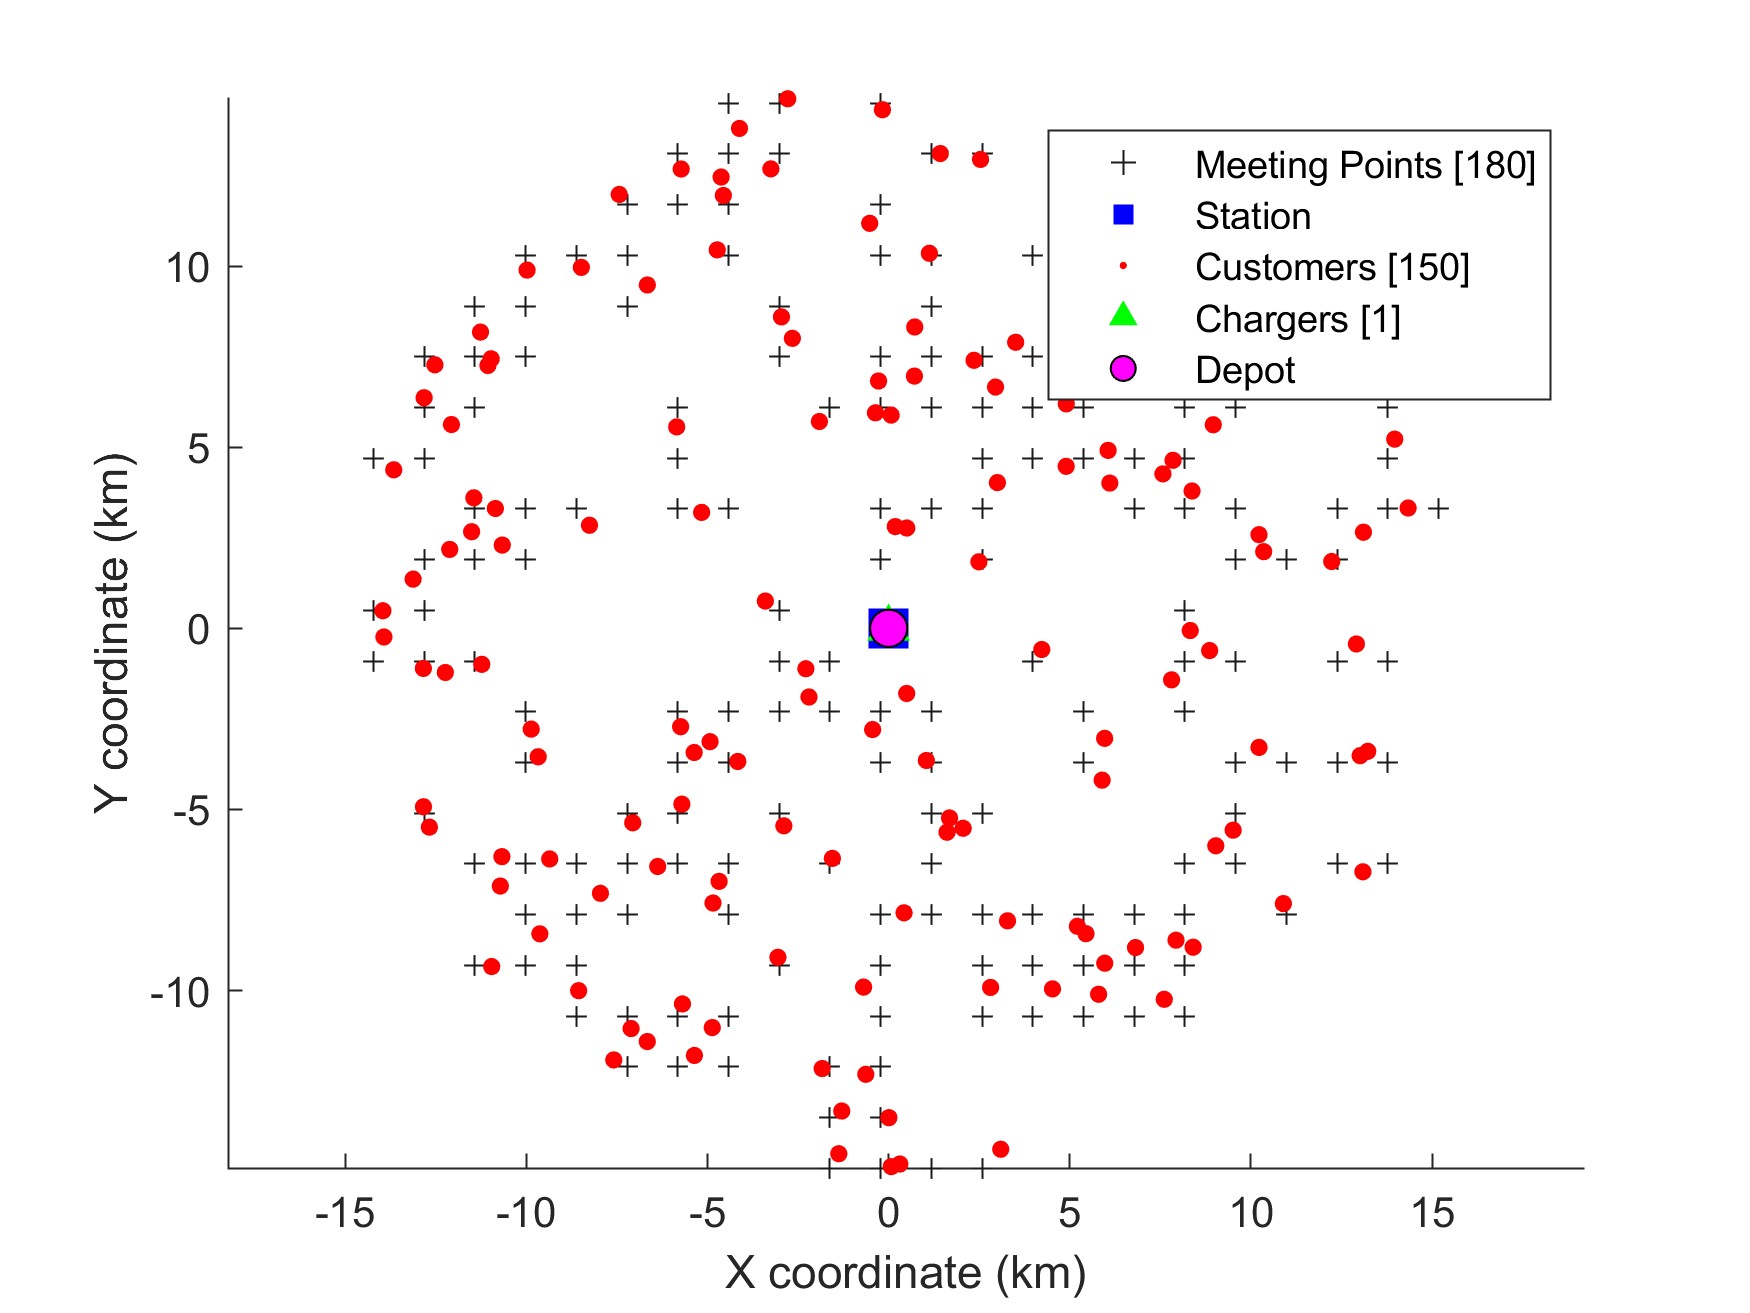 Meeting Points [180]
Station
Customers [150]
Chargers [1]
Depot
10
5
0
-5
-10
Y coordinate (km)
-15 -10 -5 0 5 10 15
X coordinate (km)